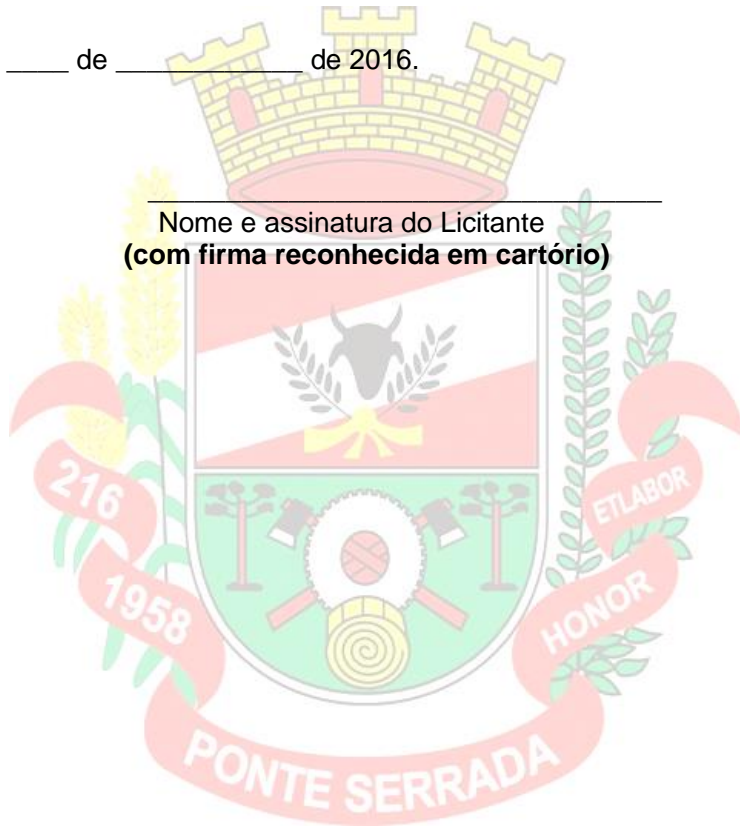 ____ de ____________ de 2016.
_________________________________
Nome e assinatura do Licitante
(com firma reconhecida em cartório)
216
1958
PONTE SERRADA
HONOR
ETLABOR